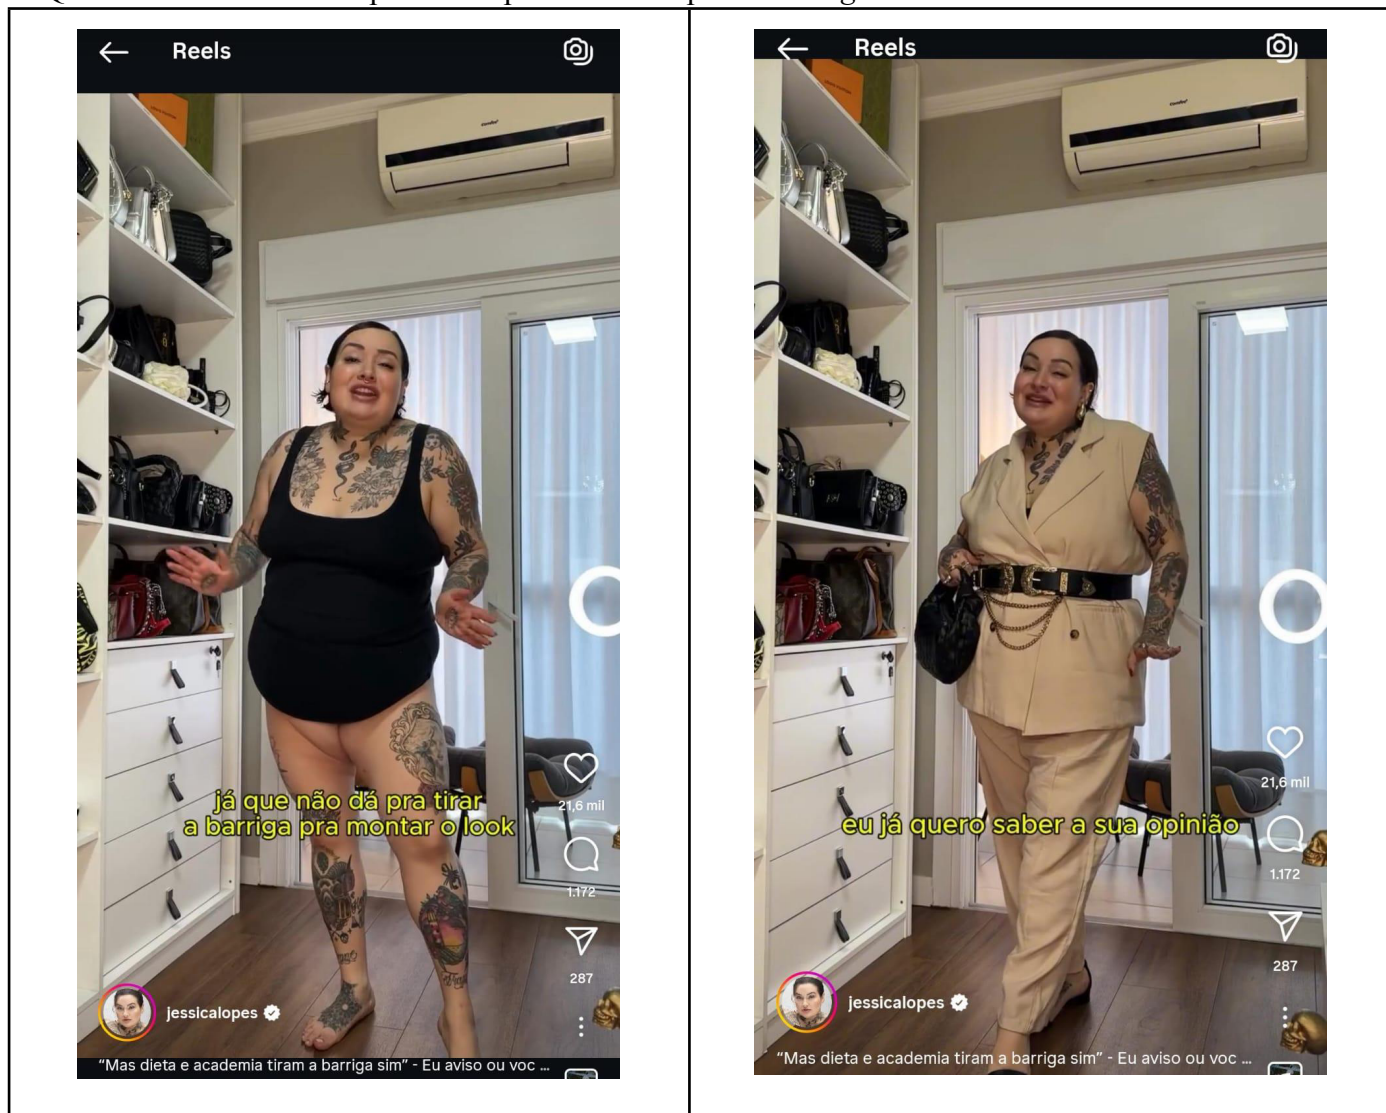 Reels
já que não dá pra tirar
a barriga pra montar o look
21,6 mil
1.172
287
jessicalopes
“Mas dieta e academia tiram a barriga sim” - Eu aviso ou voc ...
Reels
eu já quero saber a sua opinião
21,6 mil
1.172
287
jessicalopes
“Mas dieta e academia tiram a barriga sim” - Eu aviso ou voc ...